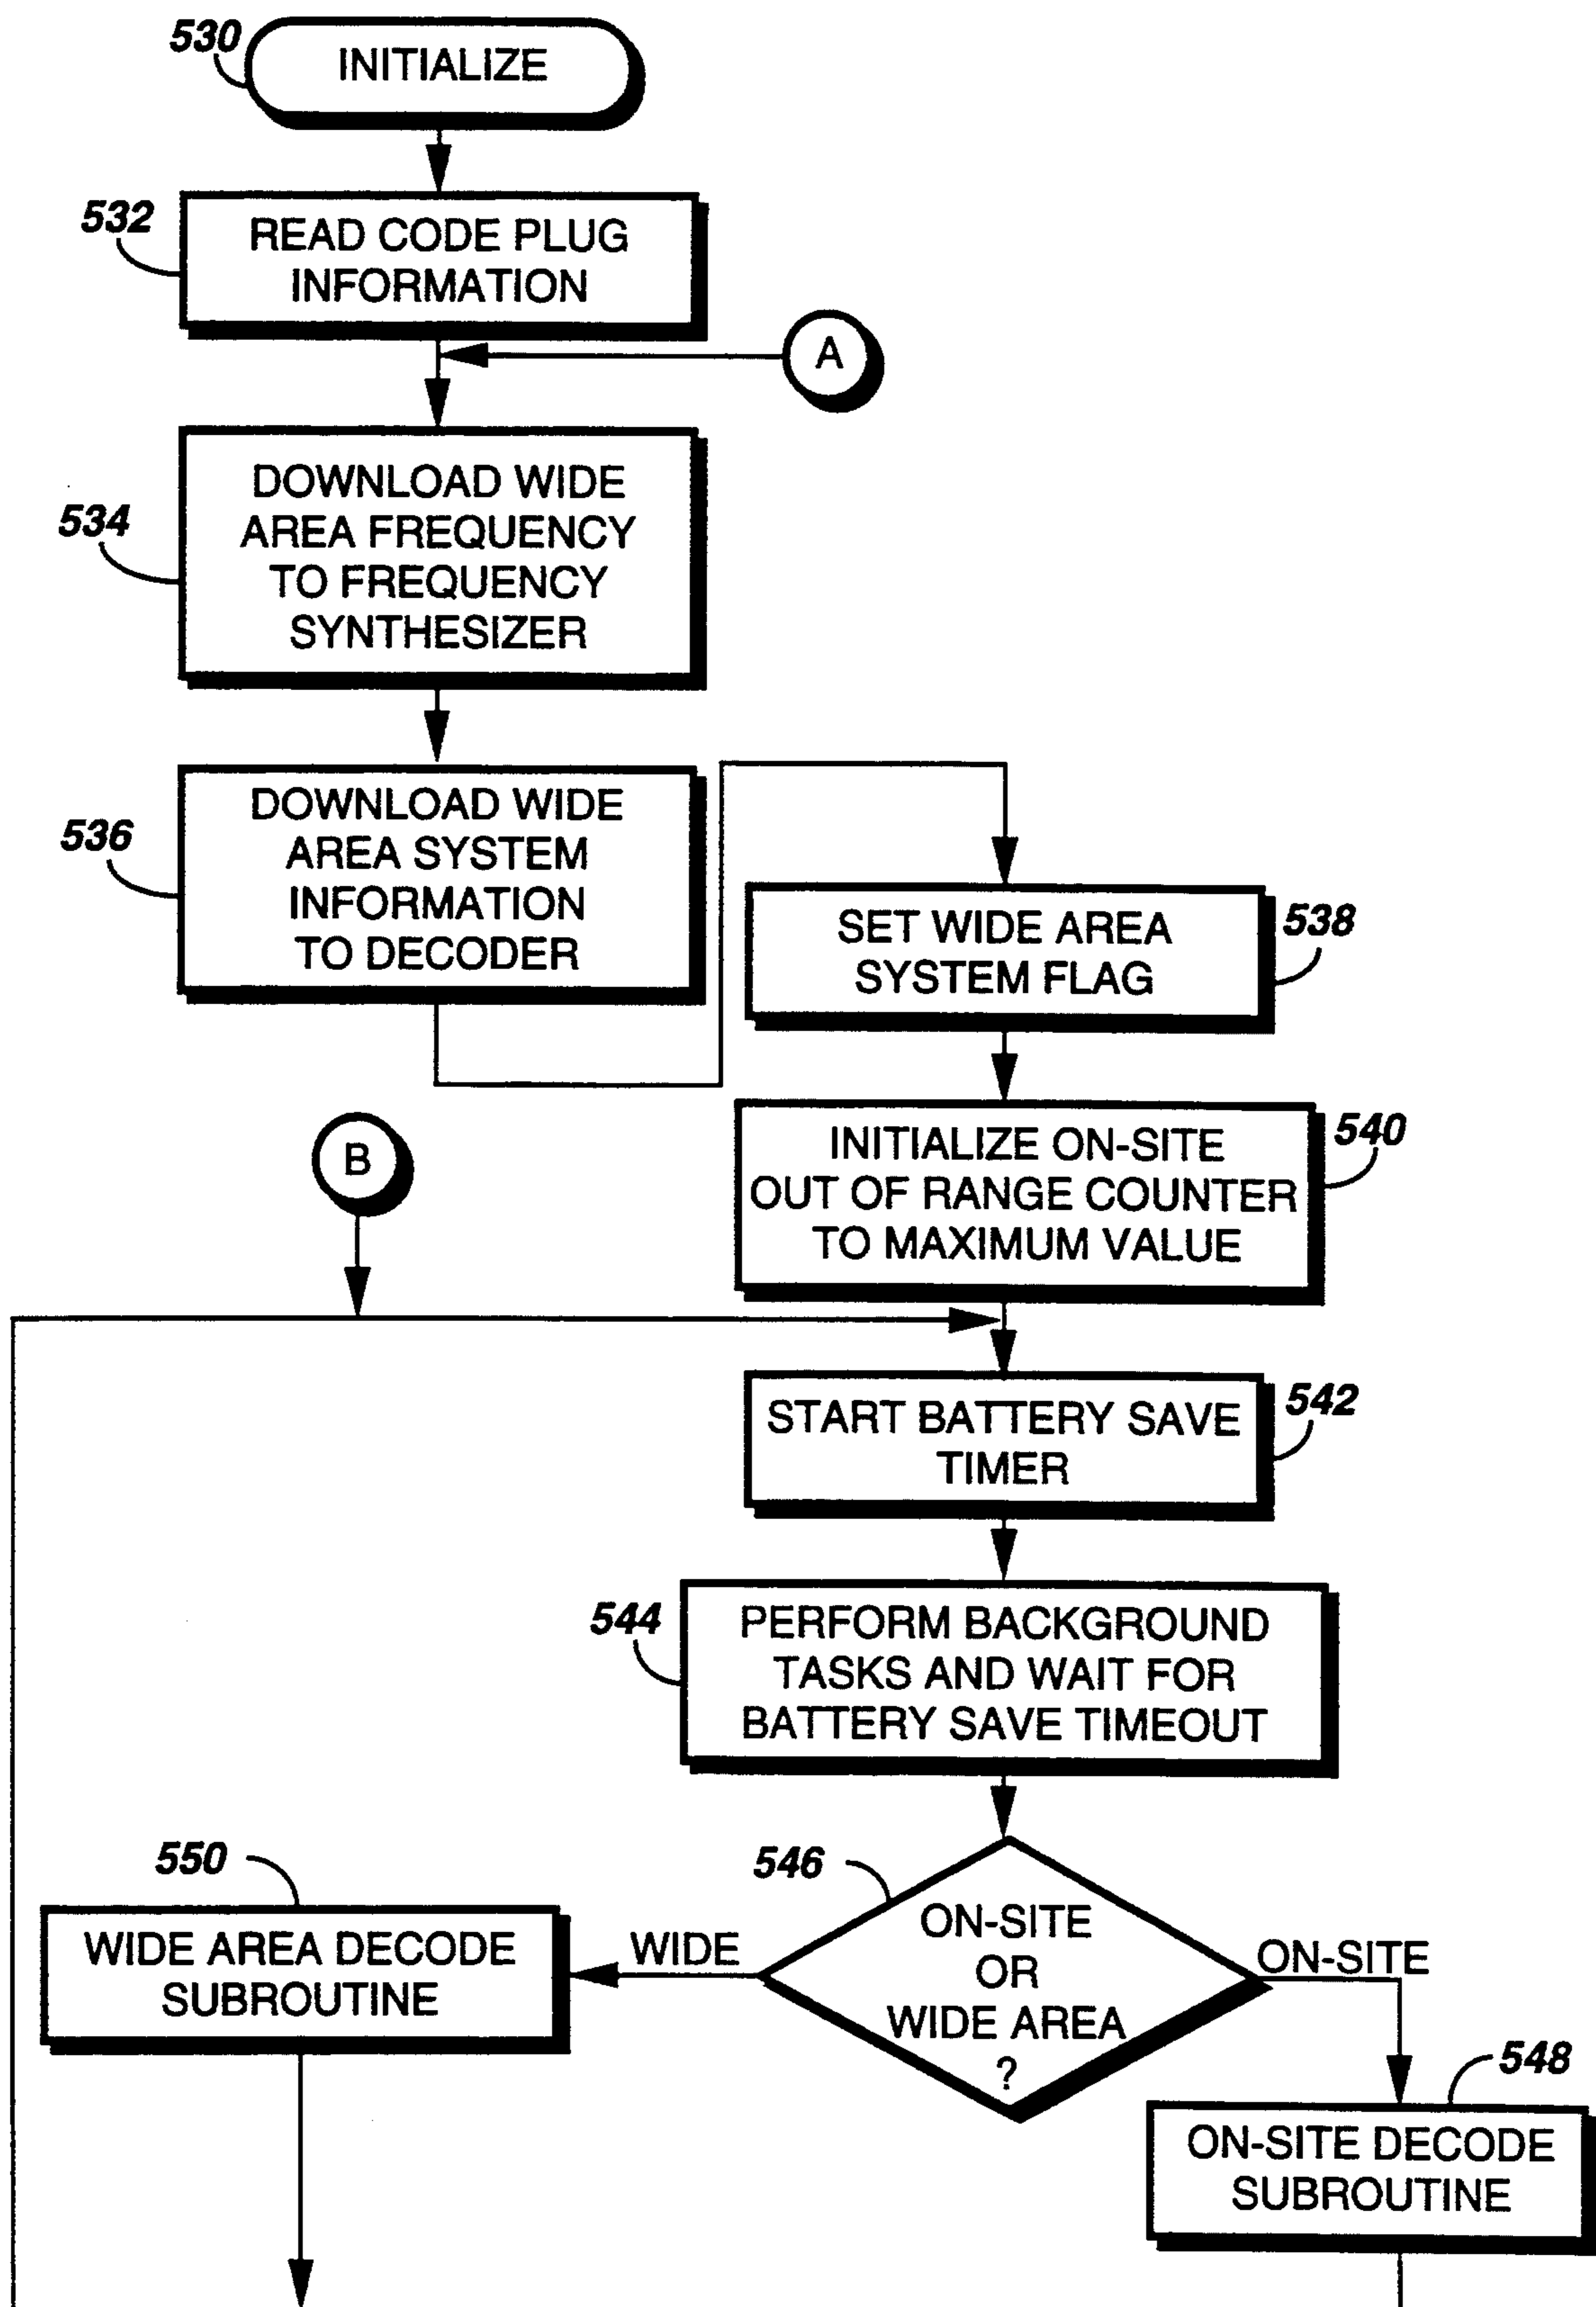 530
INITIALIZE
532
READ CODE PLUG
INFORMATION
A
534
DOWNLOAD WIDE
AREA FREQUENCY
TO FREQUENCY
SYNTHESIZER
536
DOWNLOAD WIDE
AREA SYSTEM
INFORMATION
TO DECODER
SET WIDE AREA
SYSTEM FLAG
538
B
INITIALIZE ON-SITE
OUT OF RANGE COUNTER
TO MAXIMUM VALUE
540
START BATTERY SAVE
TIMER
542
544
PERFORM BACKGROUND
TASKS AND WAIT FOR
BATTERY SAVE TIMEOUT
546
ON-SITE
OR
WIDE AREA
?
WIDE
ON-SITE
550
WIDE AREA DECODE
SUBROUTINE
548
ON-SITE DECODE
SUBROUTINE